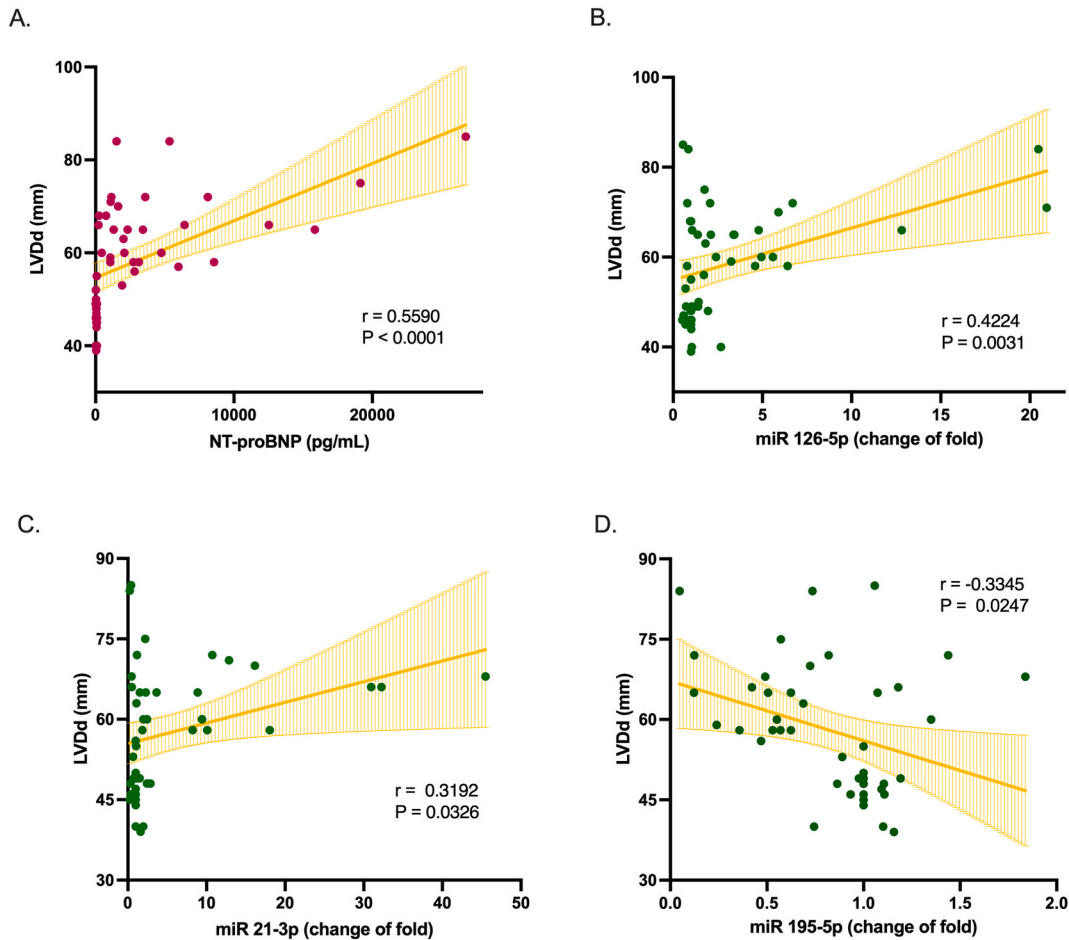 A.
100
80
60
40
LVDd (mm)
r = 0.5590
P < 0.0001
0 10000 20000
NT-proBNP (pg/mL)
B.
100
80
60
40
LVDd (mm)
r = 0.4224
P = 0.0031
0 5 10 15 20
miR 126-5p (change of fold)
C.
90
75
60
45
30
LVDd (mm)
r = 0.3192
P = 0.0326
0 10 20 30 40 50
miR 21-3p (change of fold)
D.
90
75
60
45
30
LVDd (mm)
r = -0.3345
P = 0.0247
0.0 0.5 1.0 1.5 2.0
miR 195-5p (change of fold)